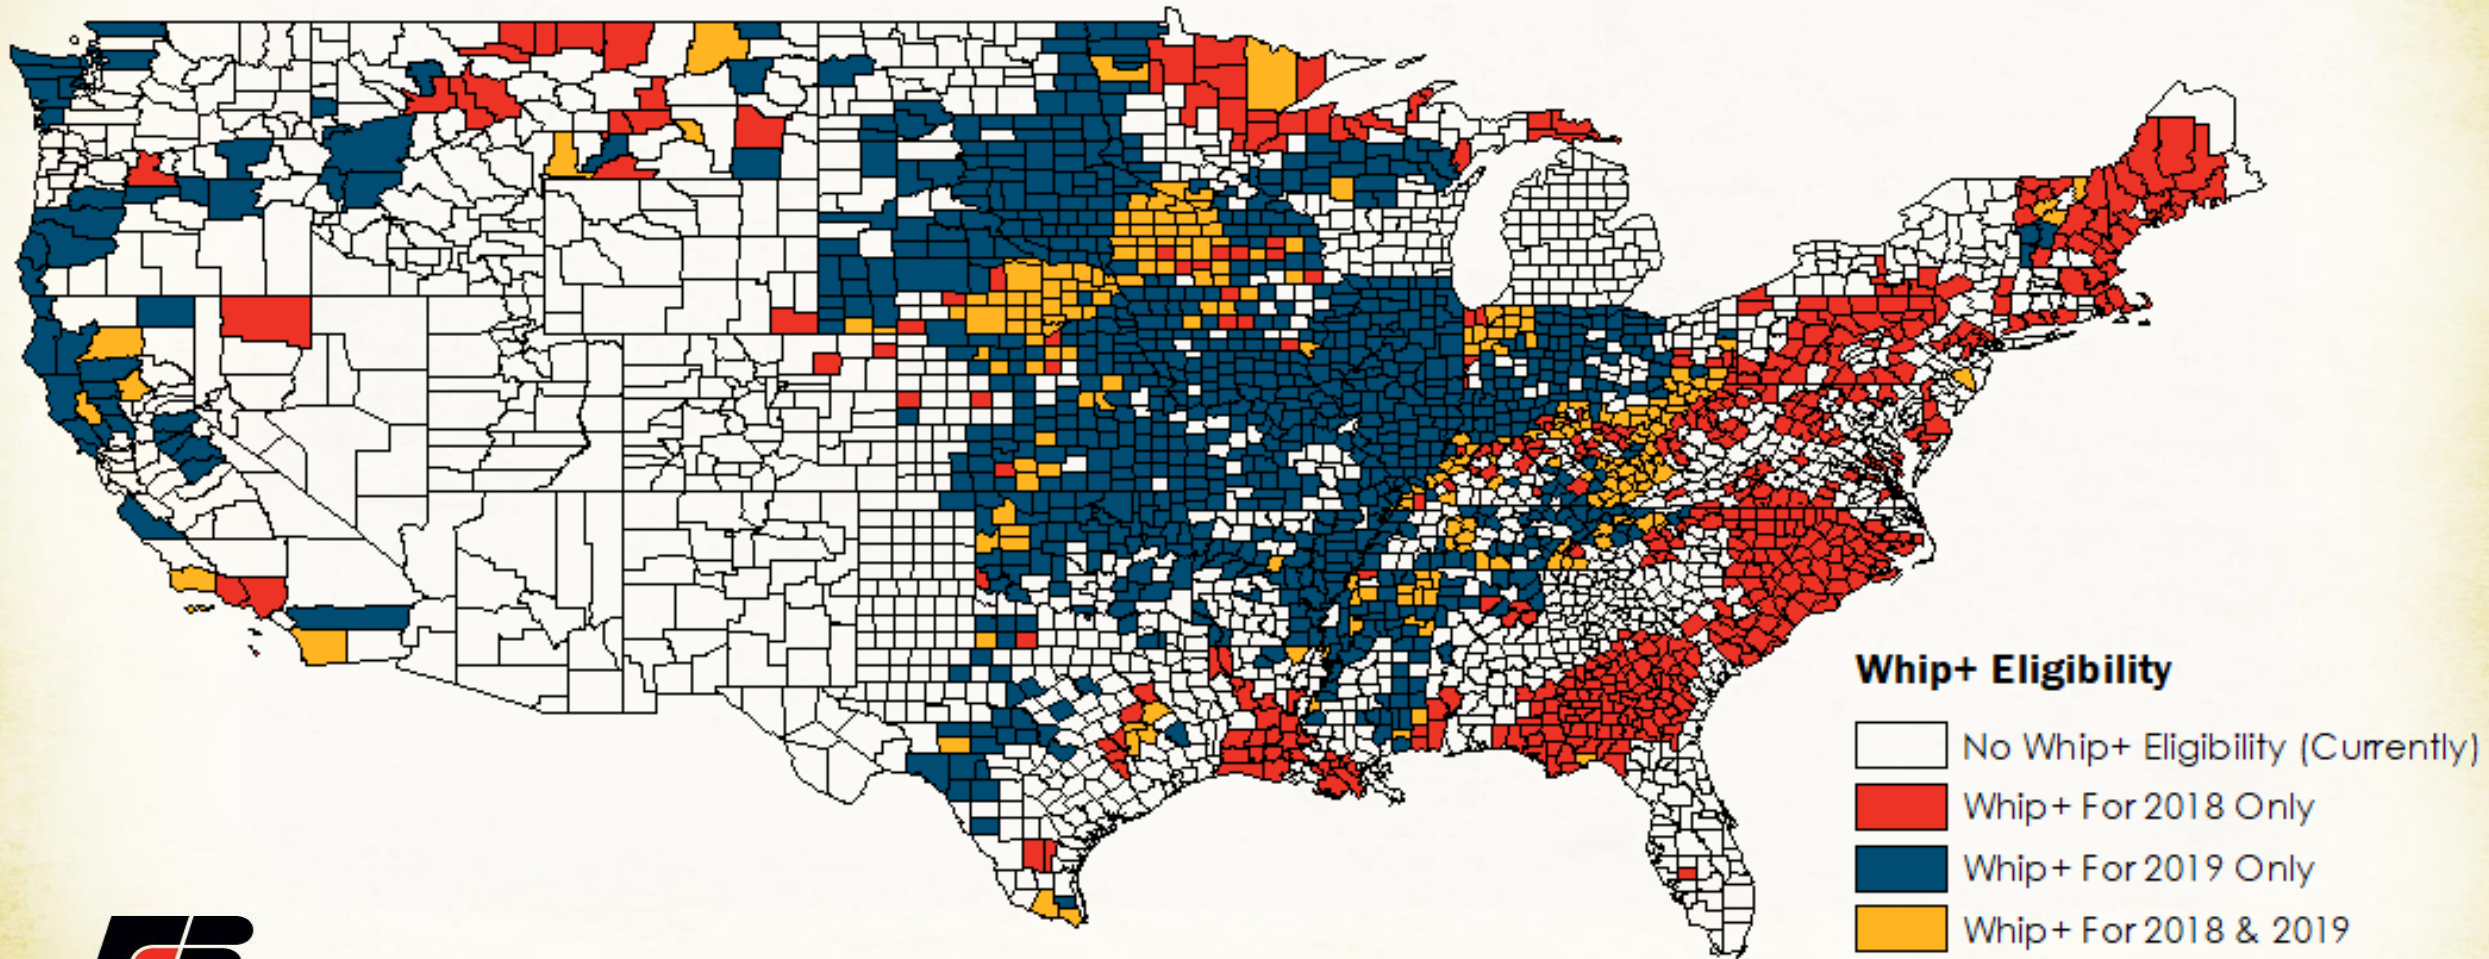 Whip+ Eligibility
No Whip+ Eligibility (Currently)
Whip+ For 2018 Only
Whip+ For 2019 Only
Whip+ For 2018 & 2019